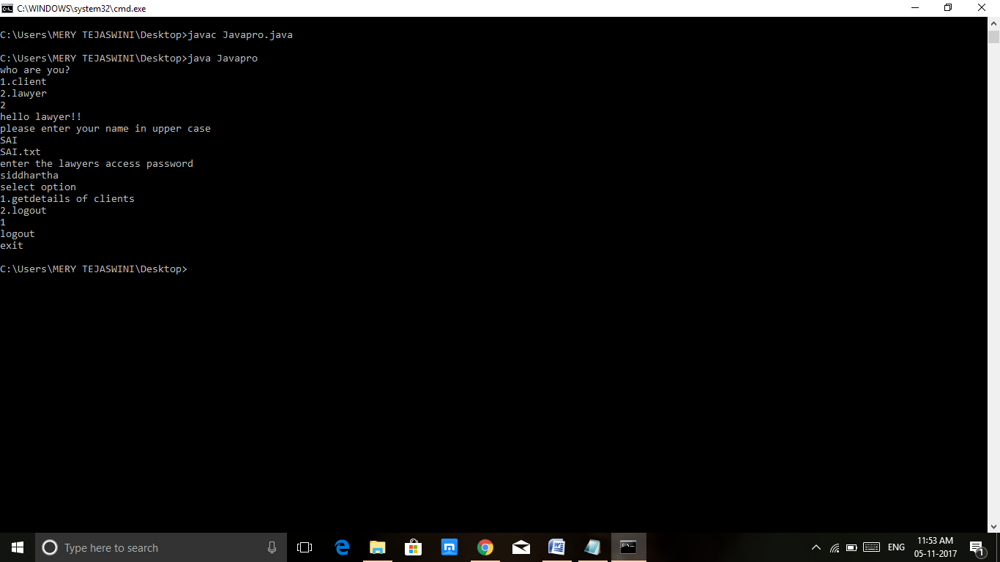 C:\WINDOWS\system32\cmd.exe
C:\Users\MERY TEJASWINI\Desktop>javac Javapro.java
C:\Users\MERY TEJASWINI\Desktop>java Javapro
who are you?
1.client
2.lawyer
2
hello lawyer!!
please enter your name in upper case
SAI
SAI.txt
enter the lawyers access password
siddhartha
select option
1.getdetails of clients
2.logout
1
logout
exit
C:\Users\MERY TEJASWINI\Desktop>
Type here to search
ENG
11:53 AM
05-11-2017
1